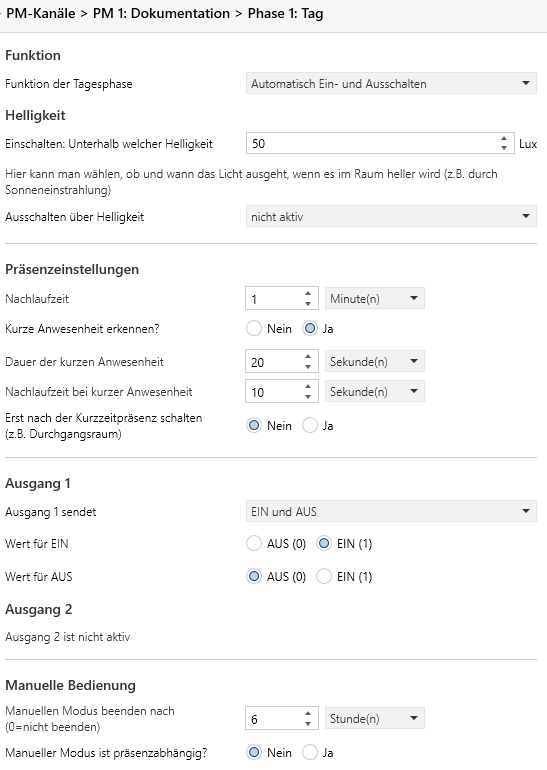 PM-Kanäle > PM 1: Dokumentation > Phase 1: Tag
Funktion
Funktion der Tagesphase Automatisch Ein- und Ausschalten
Helligkeit
Einschalten: Unterhalb welcher Helligkeit 50 Lux
Hier kann man wählen, ob und wann das Licht ausgeht, wenn es im Raum heller wird (z.B. durch
Sonneneinstrahlung)
Ausschalten über Helligkeit nicht aktiv
Präsenzeinstellungen
Nachlaufzeit 1 Minute(n)
Kurze Anwesenheit erkennen? Nein Ja
Dauer der kurzen Anwesenheit 20 Sekunde(n)
Nachlaufzeit bei kurzer Anwesenheit 10 Sekunde(n)
Erst nach der Kurzzeitpräsenz schalten
(z.B. Durchgangsraum) Nein Ja
Ausgang 1
Ausgang 1 sendet EIN und AUS
Wert für EIN AUS (0) EIN (1)
Wert für AUS AUS (0) EIN (1)
Ausgang 2
Ausgang 2 ist nicht aktiv
Manuelle Bedienung
Manuellen Modus beenden nach
(0=nicht beenden) 6 Stunde(n)
Manueller Modus ist präsenzabhängig? Nein Ja